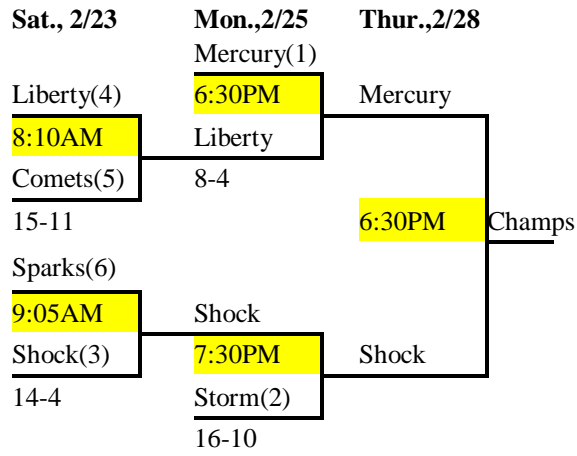 Sat., 2/23 Mon.,2/25 Thur.,2/28
Mercury(1)
Liberty(4) 6:30PM Mercury
8:10AM Liberty
Comets(5) 8-4
15-11 6:30PM Champs
Sparks(6)
9:05AM Shock
Shock(3) 7:30PM Shock
14-4 Storm(2)
16-10